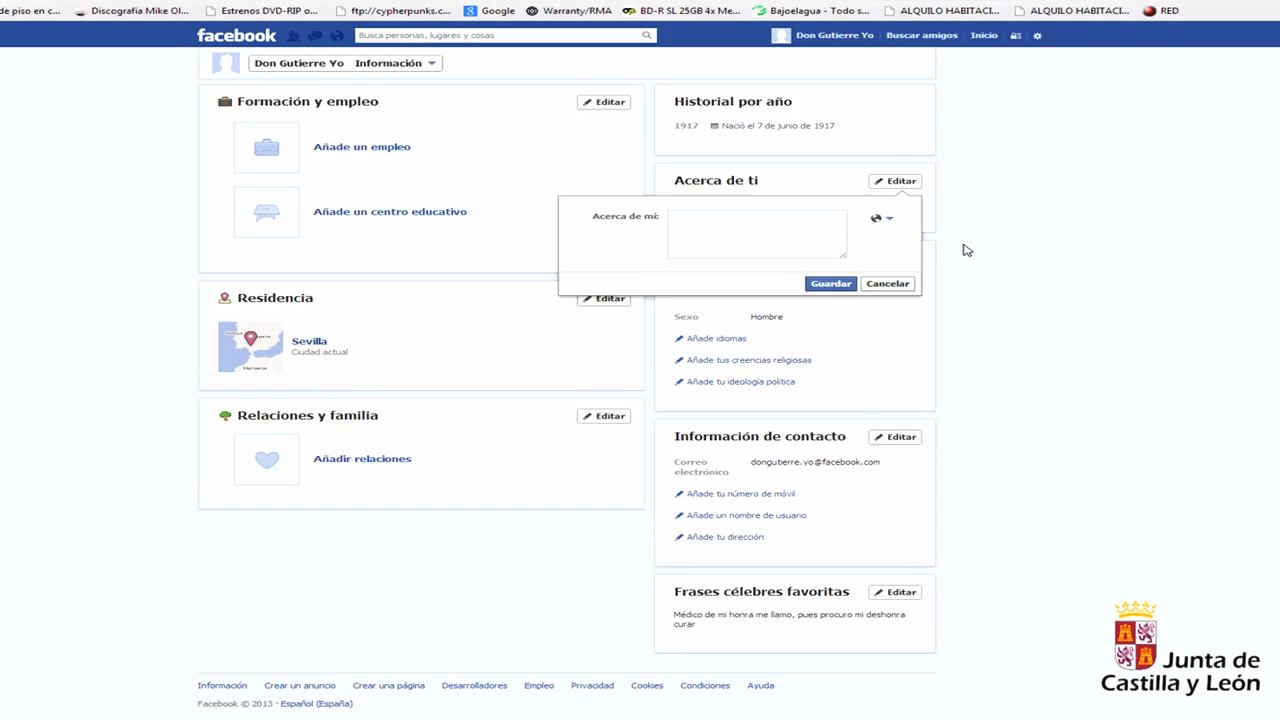 de piso en c...
Discografia Mike Ol...
Estrenos DVD-RIP o...
ftp://cypherpunks.c...
Google
Warranty/RMA
BD-R SL 25GB 4x Me...
Bajoelagua - Todo s...
ALQUILO HABITACI...
ALQUILO HABITACI...
RED
facebook
Busca personas, lugares y cosas
Don Gutierre Yo
Buscar amigos
Inicio
Don Gutierre Yo Información
Formación y empleo
Editar
Añade un empleo
Añade un centro educativo
Residencia
Editar
Sevilla
Ciudad actual
Marruecos
Relaciones y familia
Editar
Añadir relaciones
Historial por año
1917 Nació el 7 de junio de 1917
Acerca de ti
Editar
Acerca de mí:
Guardar
Cancelar
Sexo Hombre
Añade idiomas
Añade tus creencias religiosas
Añade tu ideología política
Información de contacto
Editar
Correo electrónico dongutierre.yo@facebook.com
Añade tu número de móvil
Añade un nombre de usuario
Añade tu dirección
Frases célebres favoritas
Editar
Médico de mi honra me llamo, pues procuro mi deshonra
curar
Información Crear un anuncio Crear una página Desarrolladores Empleo Privacidad Cookies Condiciones Ayuda
Facebook © 2013 · Español (España)
Junta de
Castilla y León